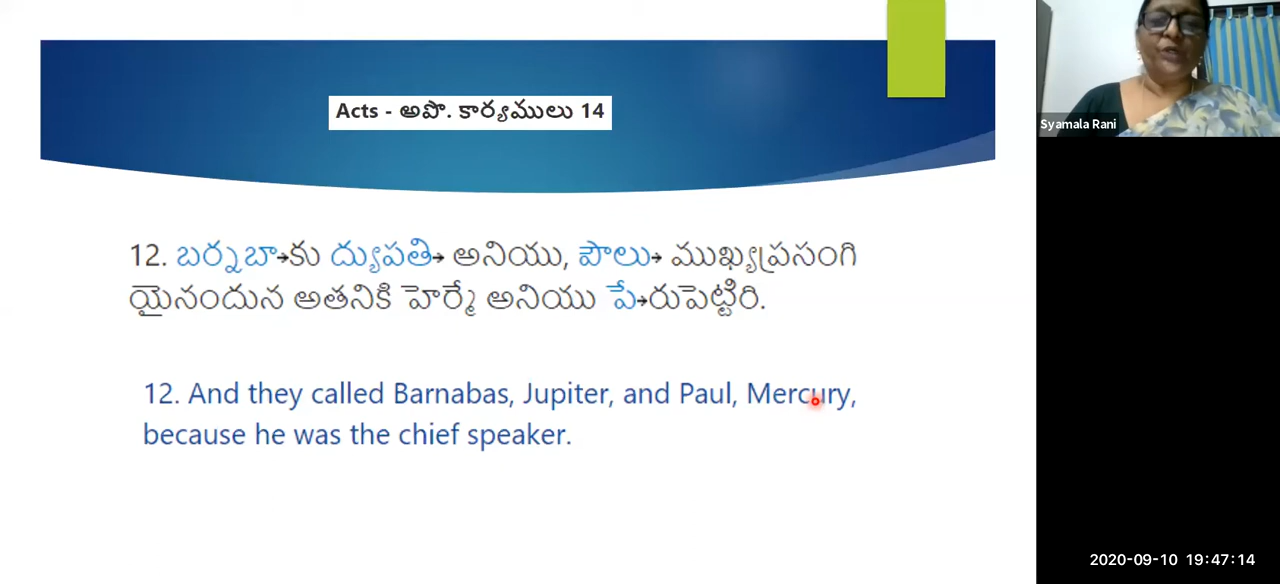 Acts - అపొ. కార్యములు 14
12. బర్నబా→కు ద్యుపతి→ అనియు, పౌలు→ ముఖ్యప్రసంగి
యైనందున అతనికి హెర్మే అనియు పే→రుపెట్టిరి.
12. And they called Barnabas, Jupiter, and Paul, Mercury,
because he was the chief speaker.
Syamala Rani
2020-09-10 19:47:14